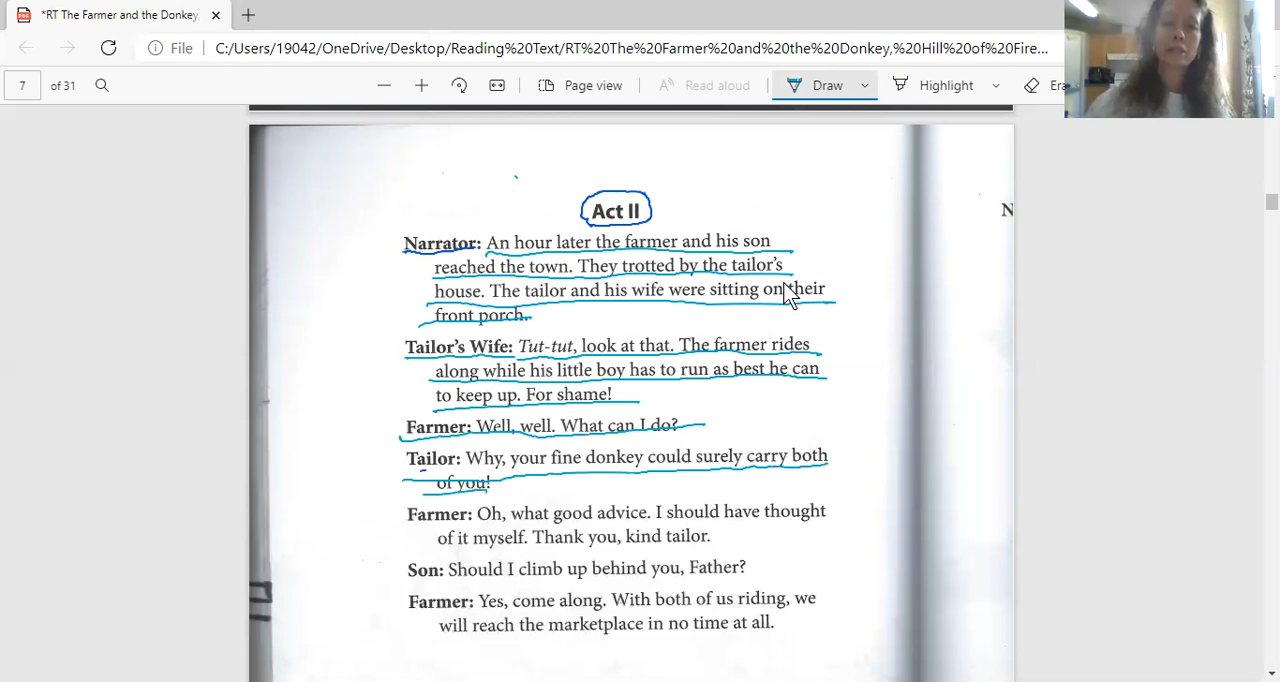 *RT The Farmer and the Donkey,
File C:/Users/19042/OneDrive/Desktop/Reading%20Text/RT%20The%20Farmer%20and%20the%20Donkey,%20Hill%20of%20Fire...
7 of 31 Page view Read aloud Draw Highlight Era
Act II
N
Narrator: An hour later the farmer and his son
reached the town. They trotted by the tailor's
house. The tailor and his wife were sitting on their
front porch.
Tailor's Wife: Tut-tut, look at that. The farmer rides
along while his little boy has to run as best he can
to keep up. For shame!
Farmer: Well, well. What can I do?
Tailor: Why, your fine donkey could surely carry both
of you!
Farmer: Oh, what good advice. I should have thought
of it myself. Thank you, kind tailor.
Son: Should I climb up behind you, Father?
Farmer: Yes, come along. With both of us riding, we
will reach the marketplace in no time at all.